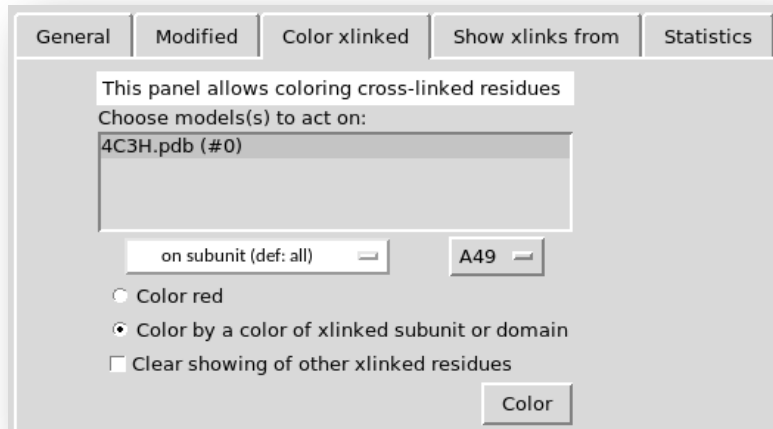 General Modified Color xlinked Show xlinks from Statistics
This panel allows coloring cross-linked residues
Choose models(s) to act on:
4C3H.pdb (#0)
on subunit (def: all) A49
Color red
Color by a color of xlinked subunit or domain
Clear showing of other xlinked residues
Color